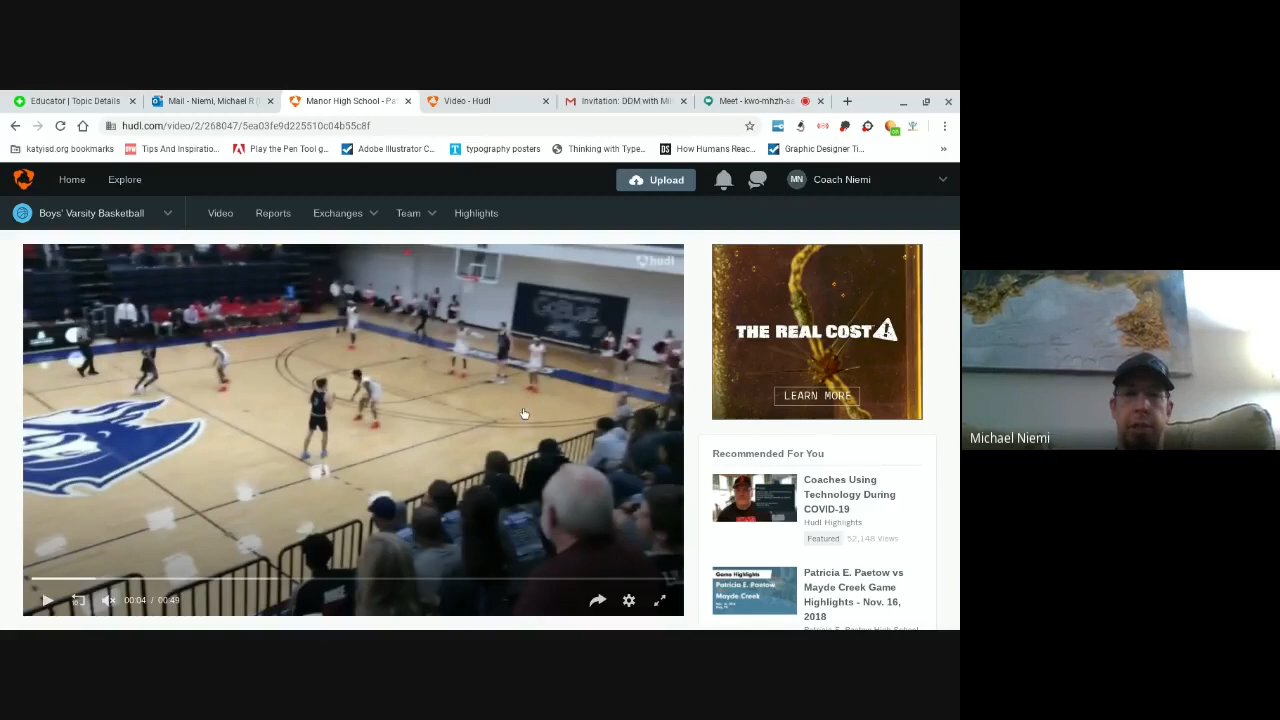 Educator | Topic Details
Mail - Niemi, Michael R (
Manor High School - Pa
Video - Hudl
Invitation: DDM with Mi
Meet - kwo-mhzh-a
hudl.com/video/2/268047/5ea03fe9d225510c04b55c8f
katyisd.org bookmarks
Tips And Inspiratio...
Play the Pen Tool g...
Adobe Illustrator C...
typography posters
Thinking with Type...
How Humans Reac...
Graphic Designer Ti...
»
Home
Explore
Upload
MN
Coach Niemi
Boys' Varsity Basketball
Video
Reports
Exchanges
Team
Highlights
hudl
THE REAL COST
LEARN MORE
Recommended For You
Coaches Using
Technology During
COVID-19
Hudl Highlights
Featured 52,148 Views
Game Highlights
Patricia E. Paetow
vs
Mayde Creek
Patricia E. Paetow vs
Mayde Creek Game
Highlights - Nov. 16,
2018
00:04 / 00:49
Michael Niemi